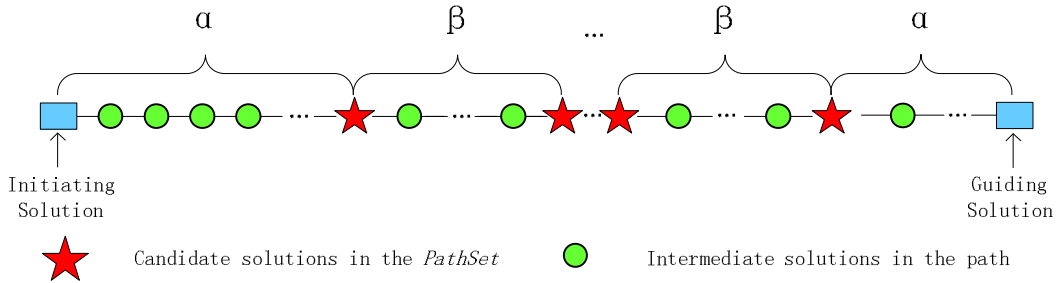 α β ... β α
... ... ... ... ...
Initiating
Solution
Guiding
Solution
Candidate solutions in the PathSet
Intermediate solutions in the path